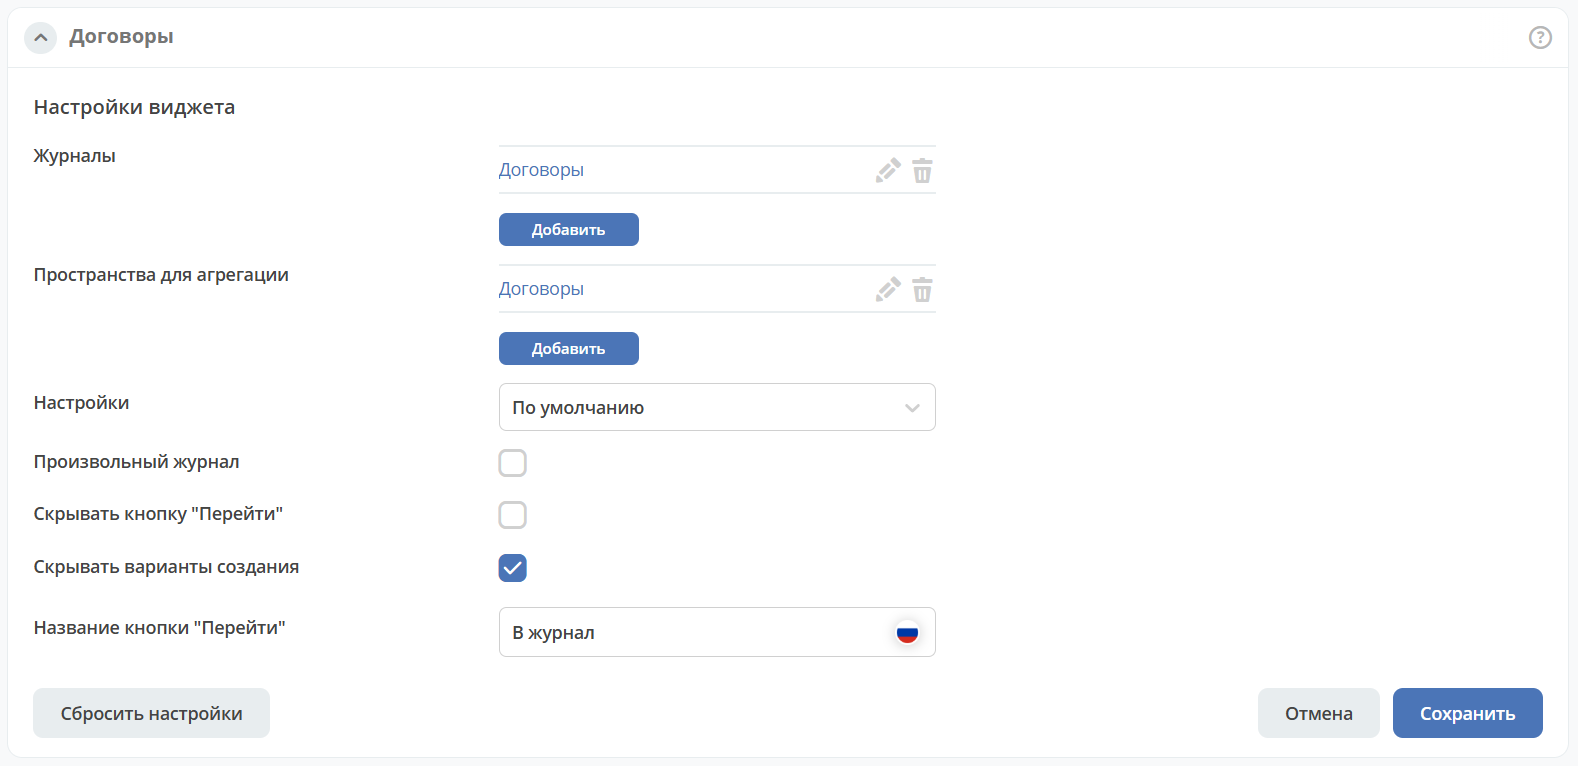 Договоры
?
Настройки виджета
Журналы
Договоры
Добавить
Пространства для агрегации
Договоры
Добавить
Настройки
По умолчанию
Произвольный журнал
Скрывать кнопку "Перейти"
Скрывать варианты создания
Название кнопки "Перейти"
В журнал
Сбросить настройки
Отмена
Сохранить